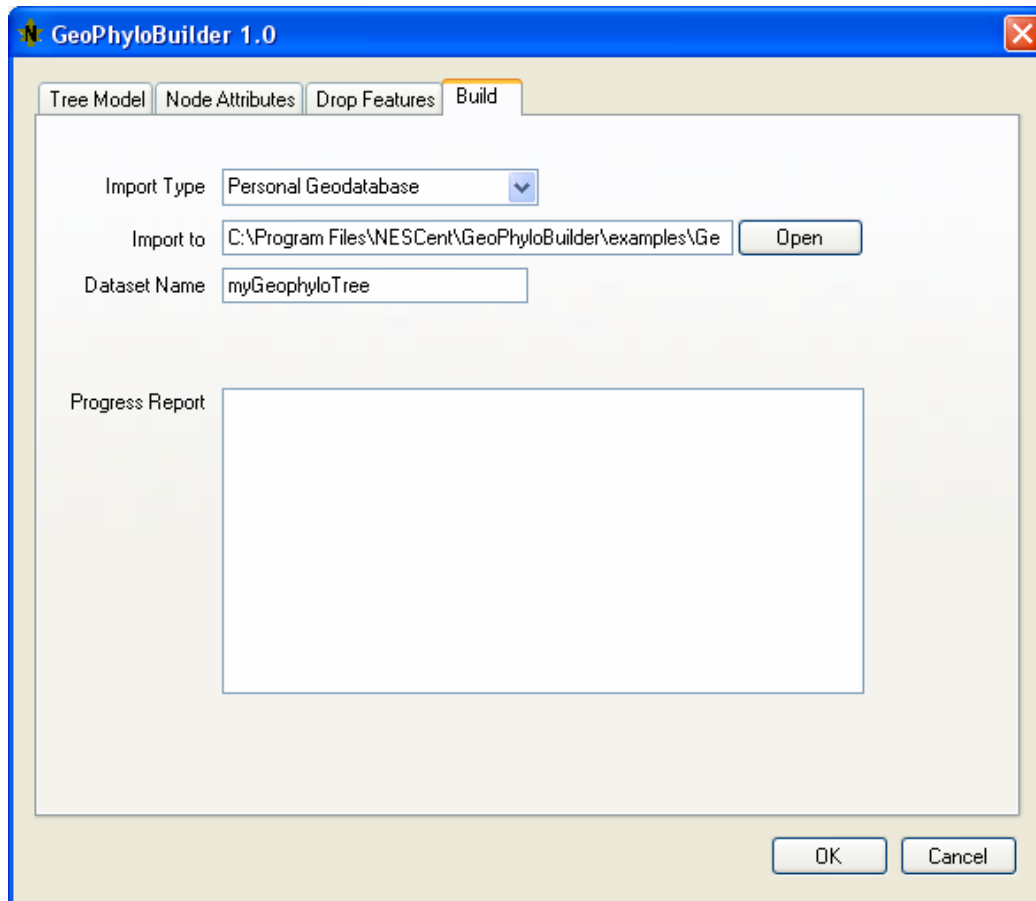 N GeoPhyloBuilder 1.0
Tree Model Node Attributes Drop Features Build
Import Type Personal Geodatabase
Import to C:\Program Files\NESCent\GeoPhyloBuilder\examples\Ge Open
Dataset Name myGeophyloTree
Progress Report
OK Cancel